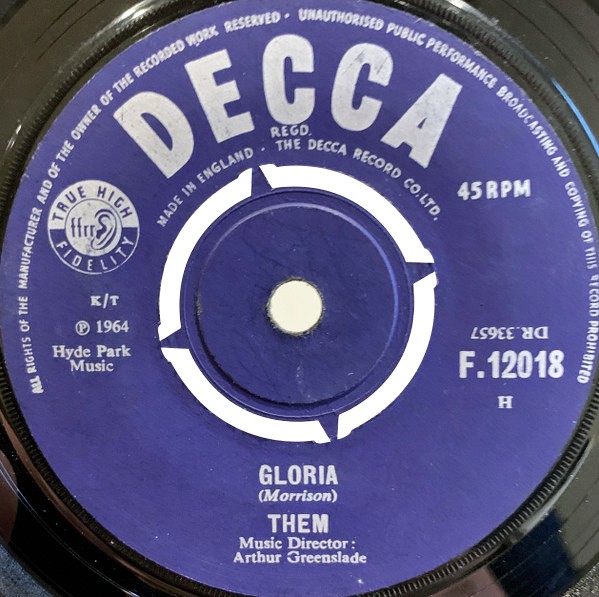 ALL RIGHTS OF THE MANUFACTURER AND OF THE OWNER OF THE RECORDED WORK RESERVED · UNAUTHORISED PUBLIC PERFORMANCE BROADCASTING AND COPYING OF THIS RECORD PROHIBITED
DECCA
REGD.
MADE IN ENGLAND · THE DECCA RECORD CO. LTD.
TRUE HIGH
ffrr
FIDELITY
45 RPM
K/T
℗ 1964
Hyde Park
Music
DR.33657
F.12018
H
GLORIA
(Morrison)
THEM
Music Director:
Arthur Greenslade